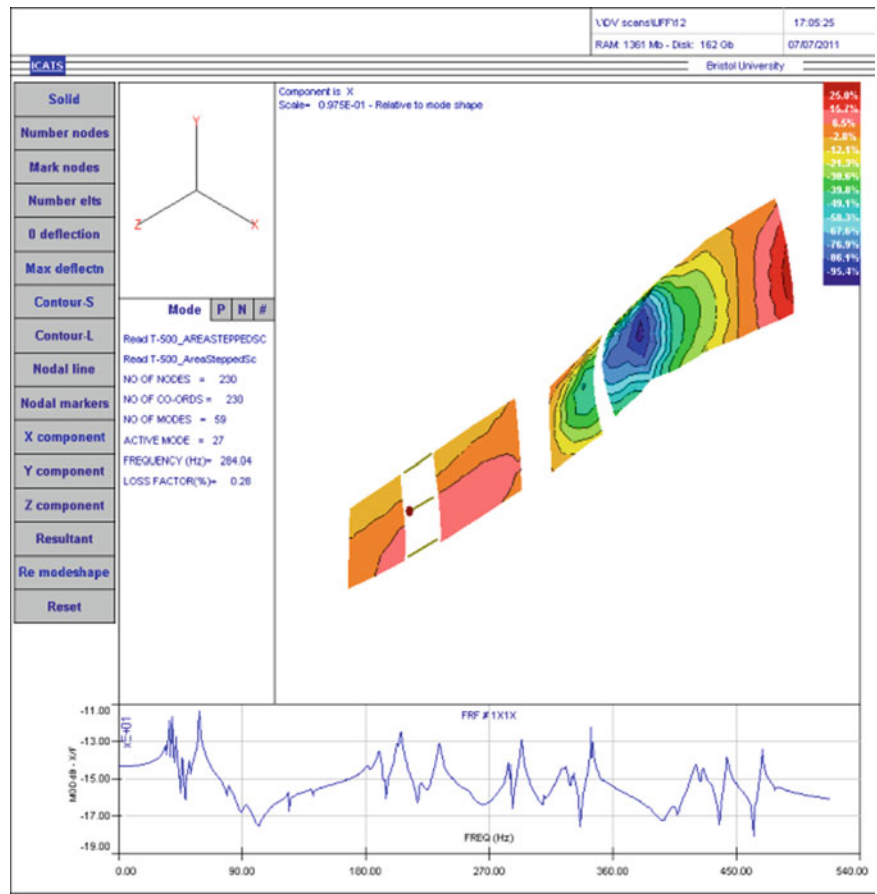 \\DV scans\UFF\12 17:05:25
RAM: 1361 Mb - Disk: 162 Gb 07/07/2011
ICATS
Bristol University
Solid
Number nodes
Mark nodes
Number elts
0 deflection
Max deflectn
Contour-S
Contour-L
Nodal line
Nodal markers
X component
Y component
Z component
Resultant
Re modeshape
Reset
Y
Z
X
Mode P N #
Read T-500_AREASTEPPEDSC
Read T-500_AreaSteppedSc
NO OF NODES = 230
NO OF CO-ORDS = 230
NO OF MODES = 59
ACTIVE MODE = 27
FREQUENCY (Hz)= 284.04
LOSS FACTOR(%)= 0.28
Component is X
Scale= 0.975E-01 - Relative to mode shape
25.0%
15.7%
6.5%
-2.8%
-12.1%
-21.3%
-30.6%
-39.8%
-49.1%
-58.3%
-67.6%
-76.9%
-86.1%
-95.4%
FRF # 1X1X
x=+01
MOD dB - X/F
-11.00
-13.00
-15.00
-17.00
-19.00
FREQ (Hz)
0.00 90.00 180.00 270.00 360.00 450.00 540.00